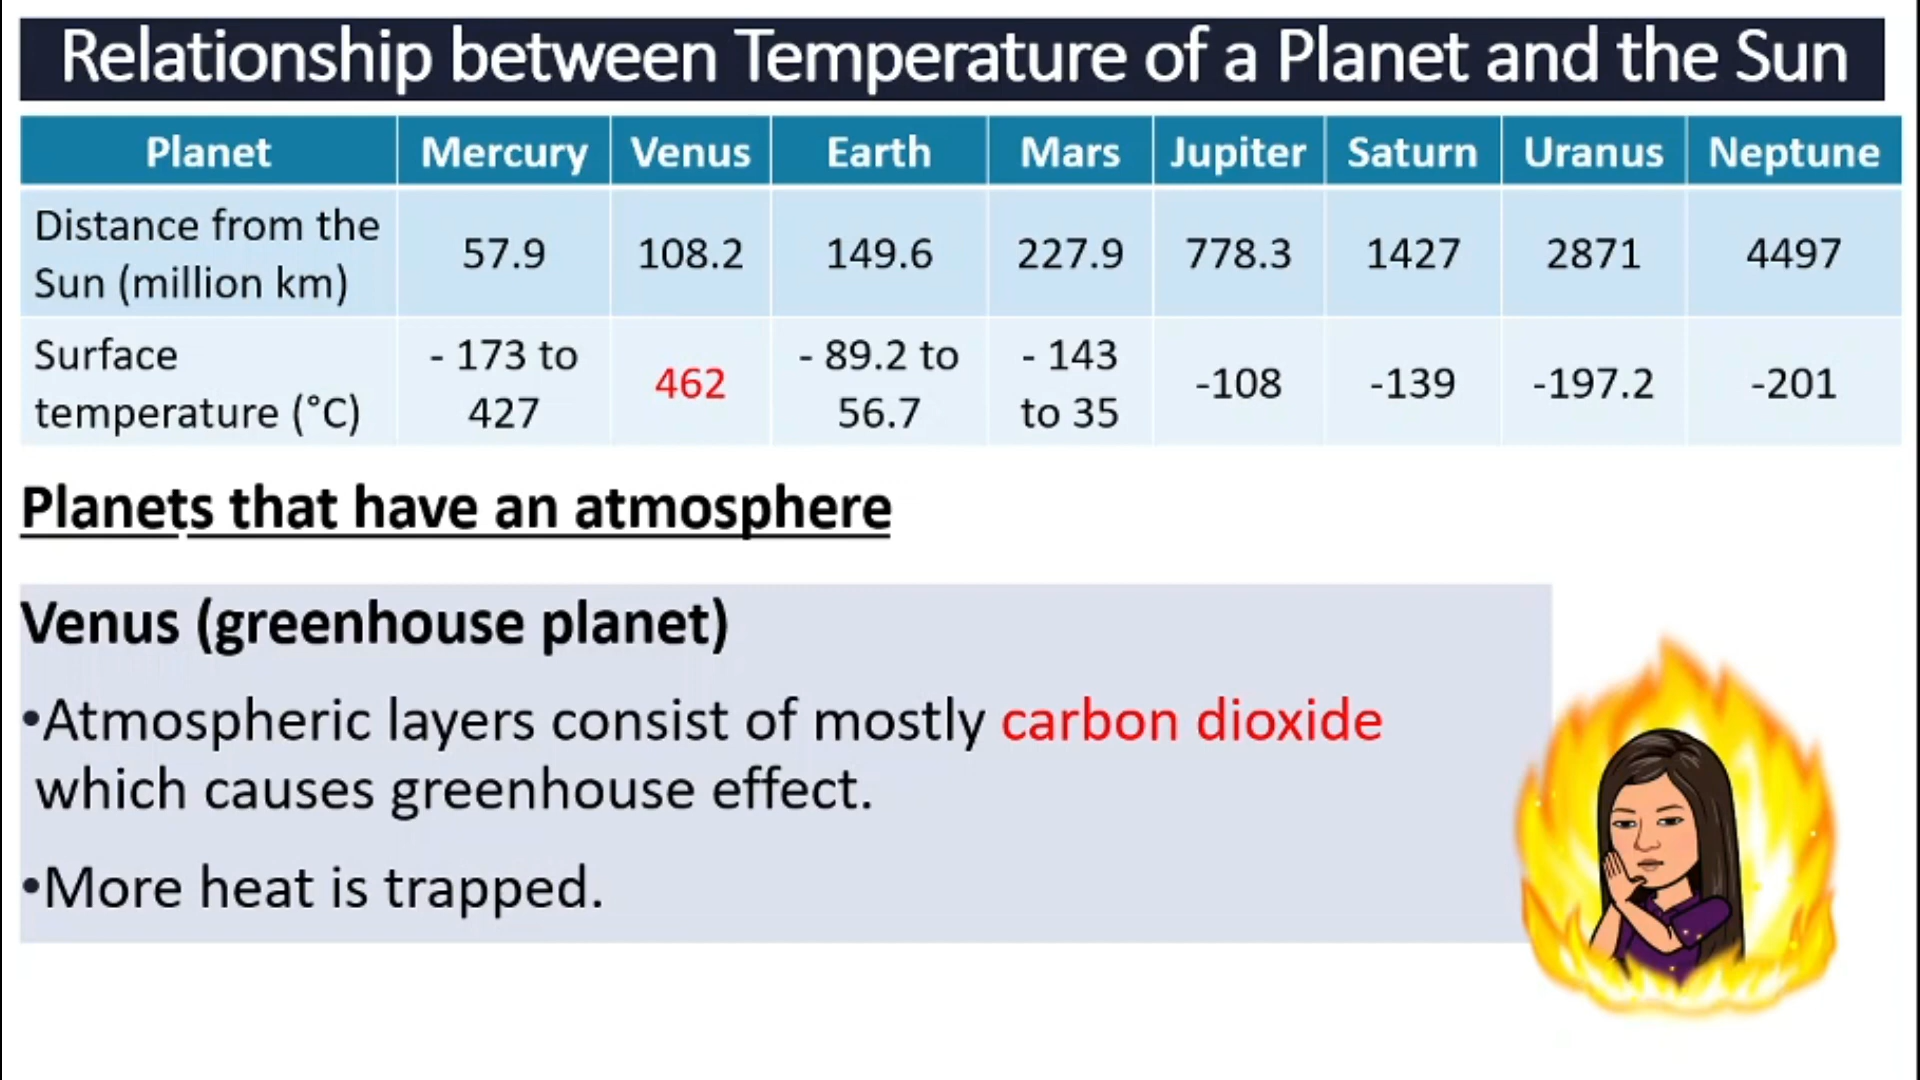 Relationship between Temperature of a Planet and the Sun
Planet Mercury Venus Earth Mars Jupiter Saturn Uranus Neptune
Distance from the Sun (million km) 57.9 108.2 149.6 227.9 778.3 1427 2871 4497
Surface temperature (°C) - 173 to 427 462 - 89.2 to 56.7 - 143 to 35 -108 -139 -197.2 -201
Planets that have an atmosphere
Venus (greenhouse planet)
•Atmospheric layers consist of mostly carbon dioxide
which causes greenhouse effect.
•More heat is trapped.